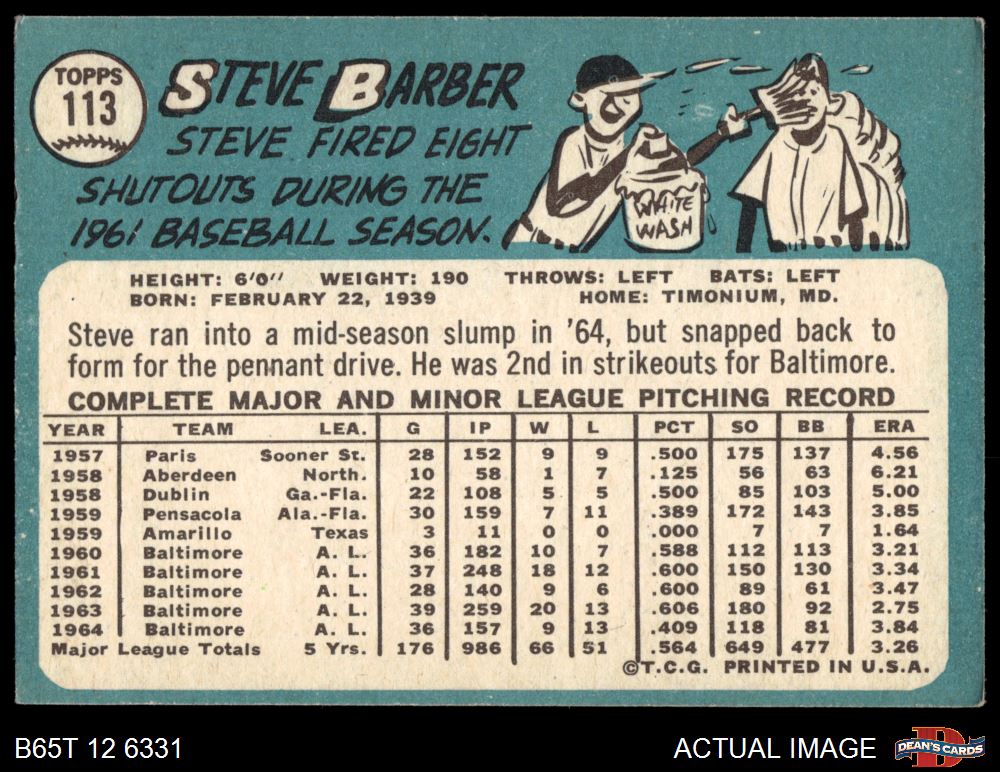 TOPPS
113
STEVE BARBER
STEVE FIRED EIGHT
SHUTOUTS DURING THE
1961 BASEBALL SEASON.
WHITE
WASH
HEIGHT: 6'0" WEIGHT: 190 THROWS: LEFT BATS: LEFT
BORN: FEBRUARY 22, 1939 HOME: TIMONIUM, MD.
Steve ran into a mid-season slump in '64, but snapped back to
form for the pennant drive. He was 2nd in strikeouts for Baltimore.
COMPLETE MAJOR AND MINOR LEAGUE PITCHING RECORD
YEAR TEAM LEA. G IP W L PCT SO BB ERA
1957 Paris Sooner St. 28 152 9 9 .500 175 137 4.56
1958 Aberdeen North. 10 58 1 7 .125 56 63 6.21
1958 Dublin Ga.-Fla. 22 108 5 5 .500 85 103 5.00
1959 Pensacola Ala.-Fla. 30 159 7 11 .389 172 143 3.85
1959 Amarillo Texas 3 11 0 0 .000 7 7 1.64
1960 Baltimore A. L. 36 182 10 7 .588 112 113 3.21
1961 Baltimore A. L. 37 248 18 12 .600 150 130 3.34
1962 Baltimore A. L. 28 140 9 6 .600 89 61 3.47
1963 Baltimore A. L. 39 259 20 13 .606 180 92 2.75
1964 Baltimore A. L. 36 157 9 13 .409 118 81 3.84
Major League Totals 5 Yrs. 176 986 66 51 .564 649 477 3.26
©T.C.G. PRINTED IN U.S.A.
B65T 12 6331 ACTUAL IMAGE
D
DEAN'S CARDS